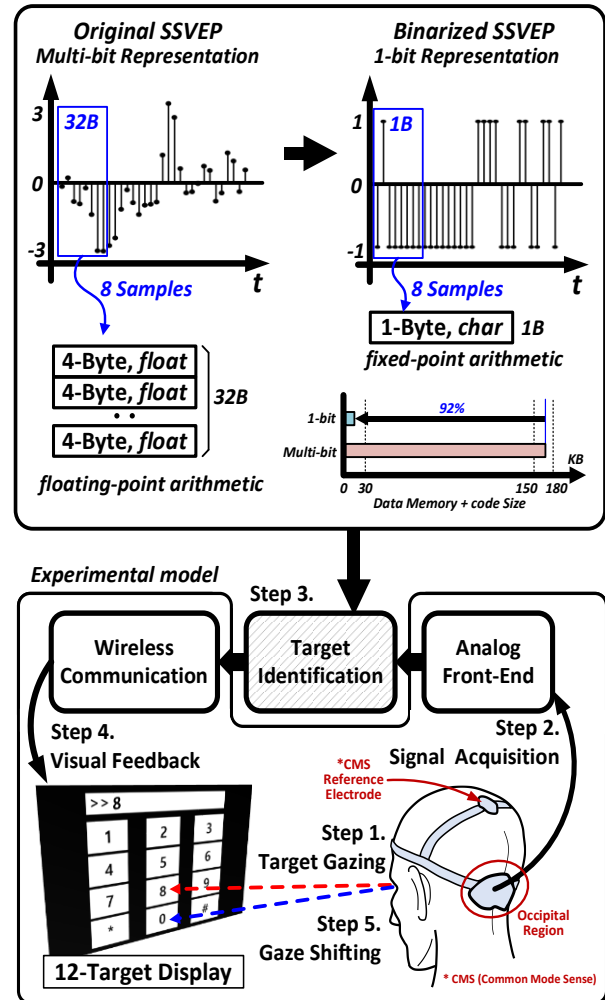 Original SSVEP
Multi-bit Representation
Binarized SSVEP
1-bit Representation
3
32B
0
-3
t
8 Samples
1
1B
0
-1
t
8 Samples
4-Byte, float
4-Byte, float
. .
4-Byte, float
32B
floating-point arithmetic
1-Byte, char
1B
fixed-point arithmetic
1-bit
92%
Multi-bit
KB
0 30 150 180
Data Memory + code Size
Experimental model
Step 3.
Wireless
Communication
Target
Identification
Analog
Front-End
Step 4.
Visual Feedback
Step 2.
Signal Acquisition
*CMS
Reference
Electrode
>> 8
1 2 3
4 5 6
7 8 9
* 0 #
Step 1.
Target Gazing
Step 5.
Gaze Shifting
Occipital
Region
12-Target Display
* CMS (Common Mode Sense)